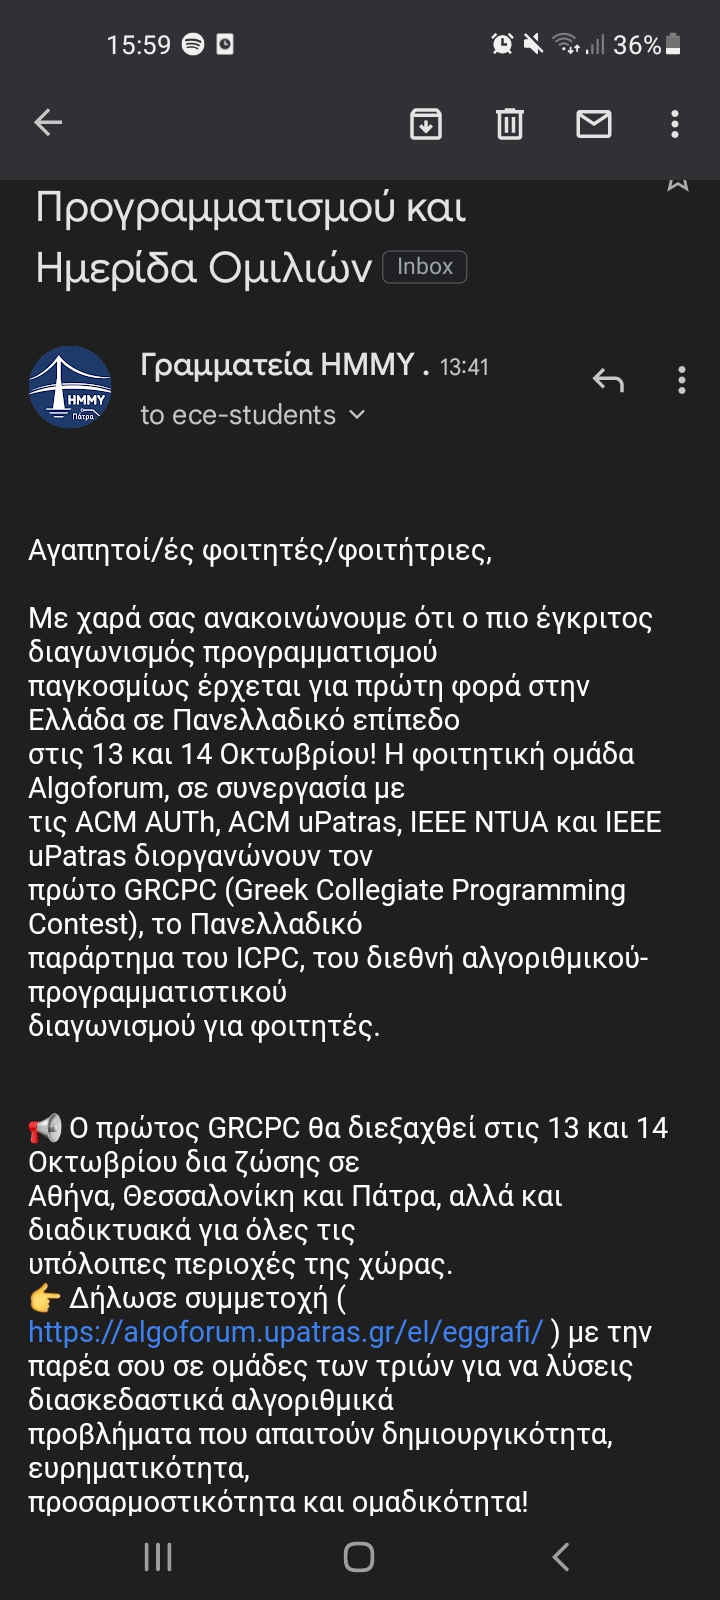 15:59
36%
Προγραμματισμού και
Ημερίδα Ομιλιών Inbox
Γραμματεία ΗΜΜΥ . 13:41
to ece-students
ΗΜΜΥ
Πάτρα
Αγαπητοί/ές φοιτητές/φοιτήτριες,
Με χαρά σας ανακοινώνουμε ότι ο πιο έγκριτος
διαγωνισμός προγραμματισμού
παγκοσμίως έρχεται για πρώτη φορά στην
Ελλάδα σε Πανελλαδικό επίπεδο
στις 13 και 14 Οκτωβρίου! Η φοιτητική ομάδα
Algoforum, σε συνεργασία με
τις ACM AUTh, ACM uPatras, IEEE NTUA και IEEE
uPatras διοργανώνουν τον
πρώτο GRCPC (Greek Collegiate Programming
Contest), το Πανελλαδικό
παράρτημα του ICPC, του διεθνή αλγοριθμικού-
προγραμματιστικού
διαγωνισμού για φοιτητές.
📢 Ο πρώτος GRCPC θα διεξαχθεί στις 13 και 14
Οκτωβρίου δια ζώσης σε
Αθήνα, Θεσσαλονίκη και Πάτρα, αλλά και
διαδικτυακά για όλες τις
υπόλοιπες περιοχές της χώρας.
👉 Δήλωσε συμμετοχή (
https://algoforum.upatras.gr/el/eggrafi/ ) με την
παρέα σου σε ομάδες των τριών για να λύσεις
διασκεδαστικά αλγοριθμικά
προβλήματα που απαιτούν δημιουργικότητα,
ευρηματικότητα,
προσαρμοστικότητα και ομαδικότητα!